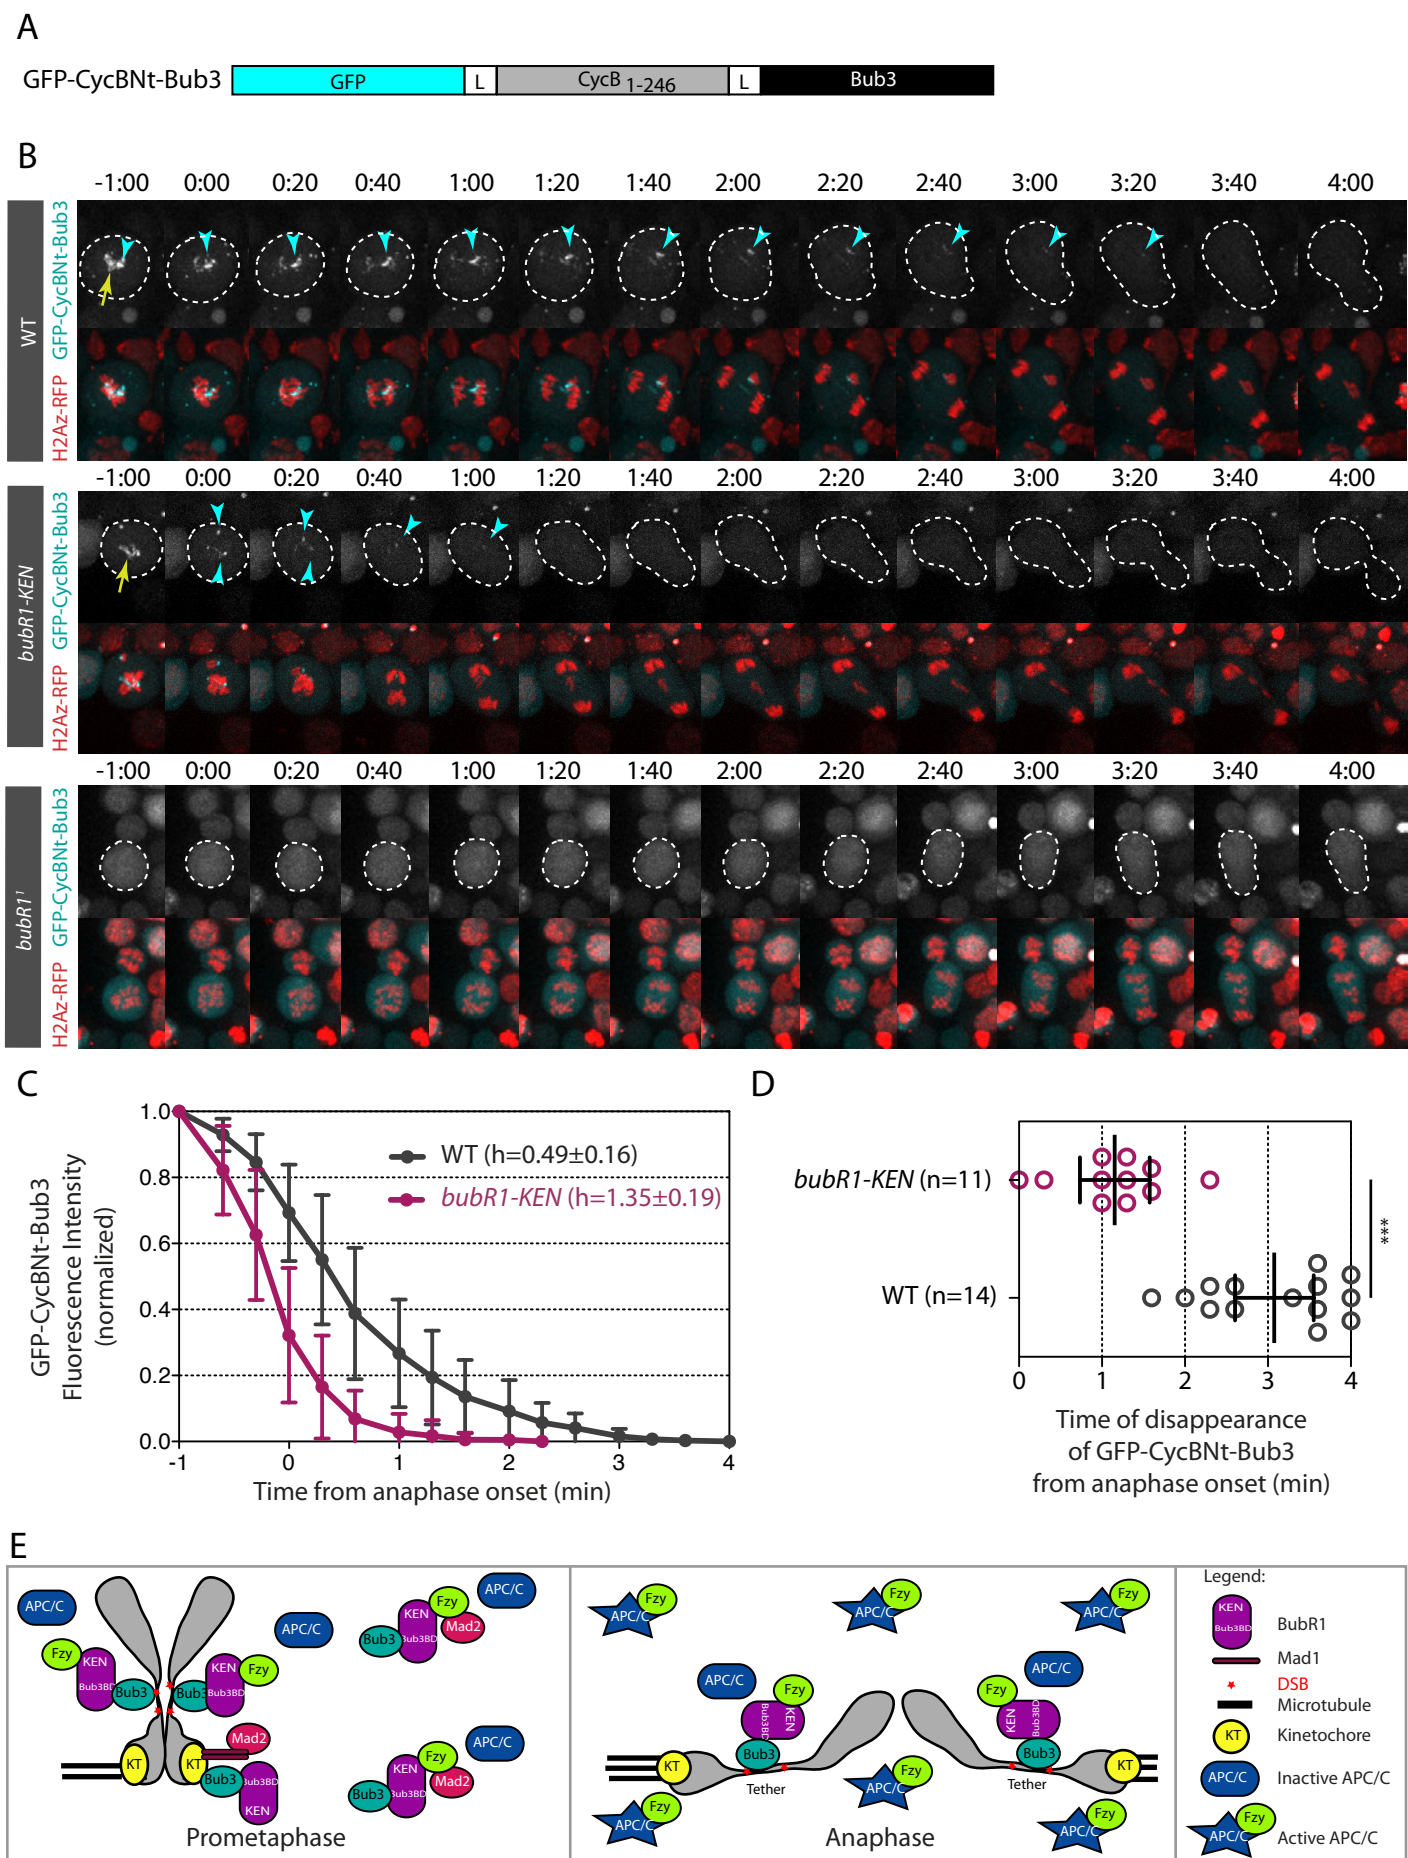 A
GFP-CycBNt-Bub3
GFP
L
CycB 1-246
L
Bub3
B
-1:00 0:00 0:20 0:40 1:00 1:20 1:40 2:00 2:20 2:40 3:00 3:20 3:40 4:00
WT
GFP-CycBNt-Bub3
H2Az-RFP
-1:00 0:00 0:20 0:40 1:00 1:20 1:40 2:00 2:20 2:40 3:00 3:20 3:40 4:00
bubR1-KEN
GFP-CycBNt-Bub3
H2Az-RFP
-1:00 0:00 0:20 0:40 1:00 1:20 1:40 2:00 2:20 2:40 3:00 3:20 3:40 4:00
bubR1¹
GFP-CycBNt-Bub3
H2Az-RFP
C
GFP-CycBNt-Bub3
Fluorescence Intensity
(normalized)
1.0
0.8
0.6
0.4
0.2
0.0
WT (h=0.49±0.16)
bubR1-KEN (h=1.35±0.19)
-1 0 1 2 3 4
Time from anaphase onset (min)
D
bubR1-KEN (n=11)
WT (n=14)
***
0 1 2 3 4
Time of disappearance
of GFP-CycBNt-Bub3
from anaphase onset (min)
E
APC/C
Fzy
KEN
Bub3BD
Bub3
Bub3
KEN
Bub3BD
Fzy
APC/C
KT
KT
Mad2
Bub3
Bub3BD
KEN
APC/C
Fzy
KEN
Bub3BD
Mad2
Bub3
APC/C
Fzy
KEN
Bub3BD
Mad2
Bub3
Prometaphase
APC/C
Fzy
APC/C
Fzy
APC/C
Fzy
APC/C
Fzy
Bub3BD
KEN
Bub3
KT
Tether
APC/C
Fzy
KEN
Bub3BD
Bub3
KT
Tether
APC/C
Fzy
APC/C
Fzy
APC/C
Fzy
Anaphase
Legend:
KEN
Bub3BD
BubR1
Mad1
DSB
Microtubule
KT
Kinetochore
APC/C
Inactive APC/C
APC/C
Fzy
Active APC/C